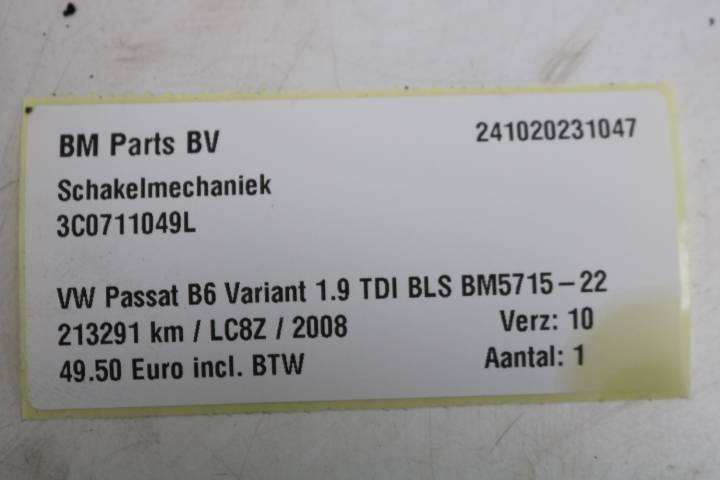 BM Parts BV 241020231047
Schakelmechaniek
3C0711049L
VW Passat B6 Variant 1.9 TDI BLS BM5715-22
213291 km / LC8Z / 2008 Verz: 10
49.50 Euro incl. BTW Aantal: 1